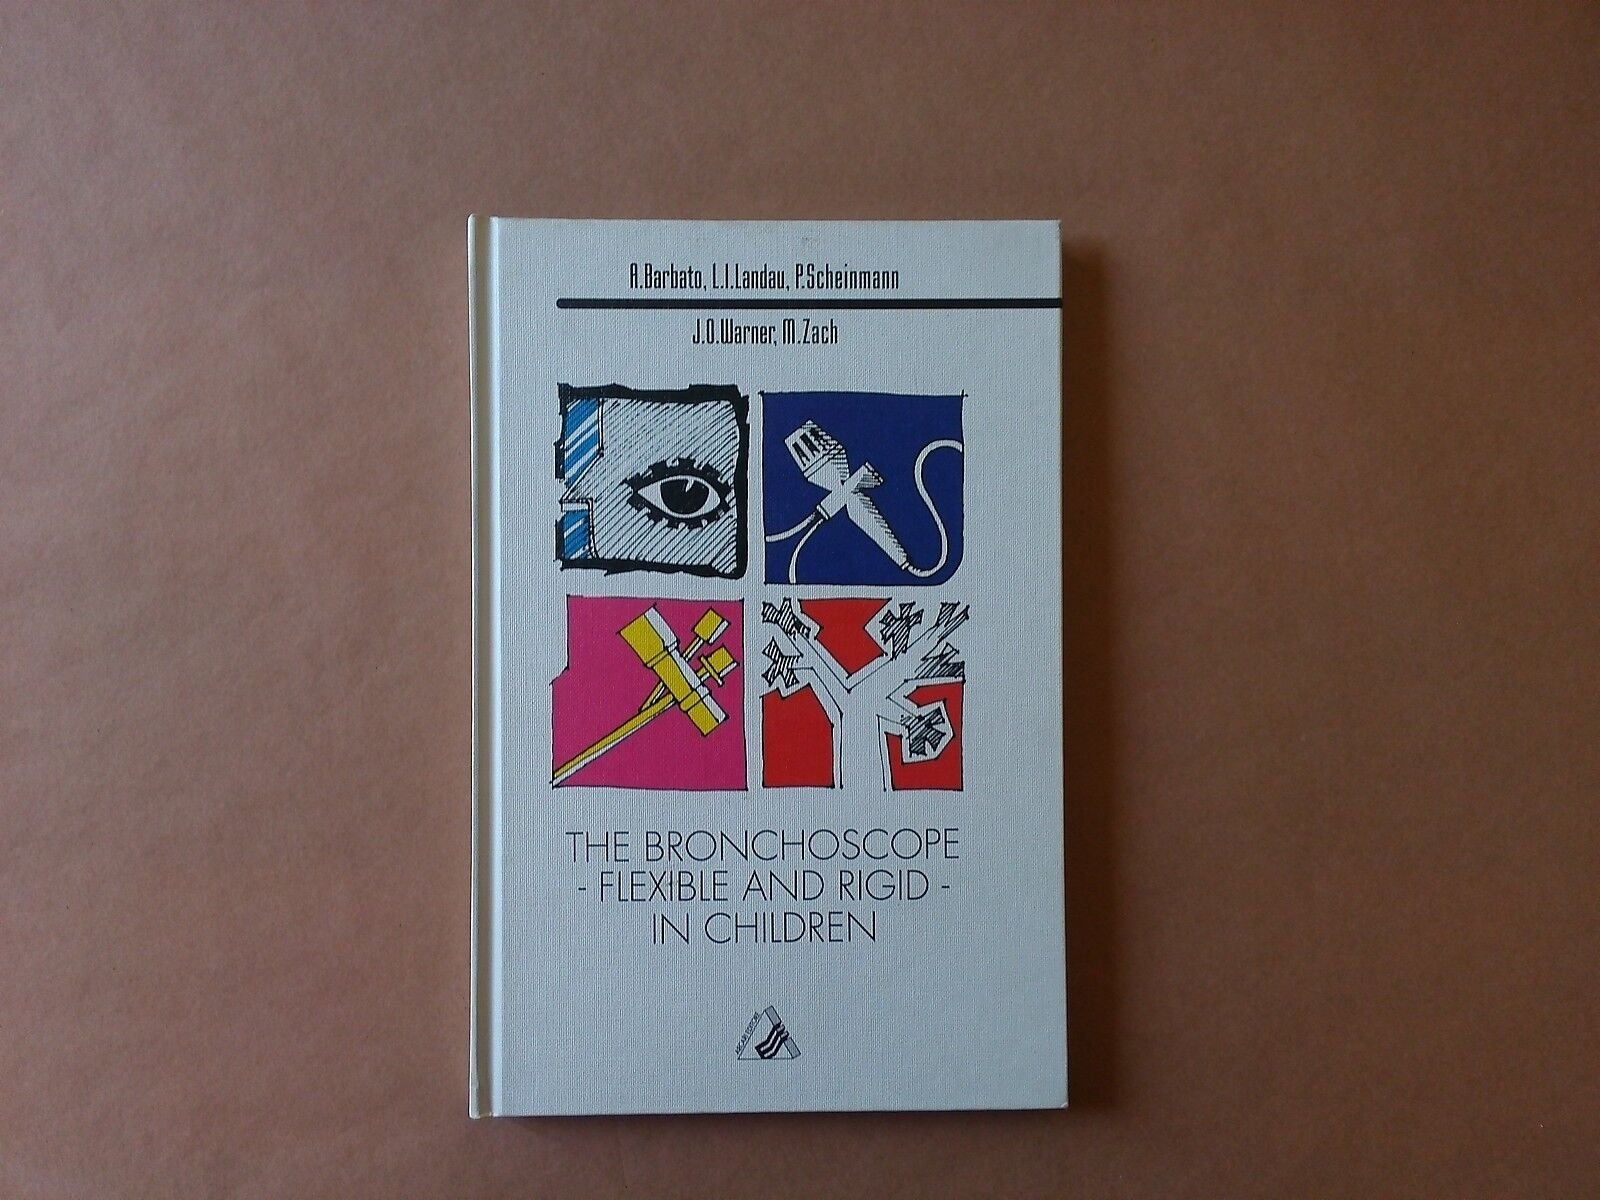 A.Barbato, L.I.Landau, P.Scheinmann
J.O.Warner, M.Zach
THE BRONCHOSCOPE
- FLEXIBLE AND RIGID -
IN CHILDREN